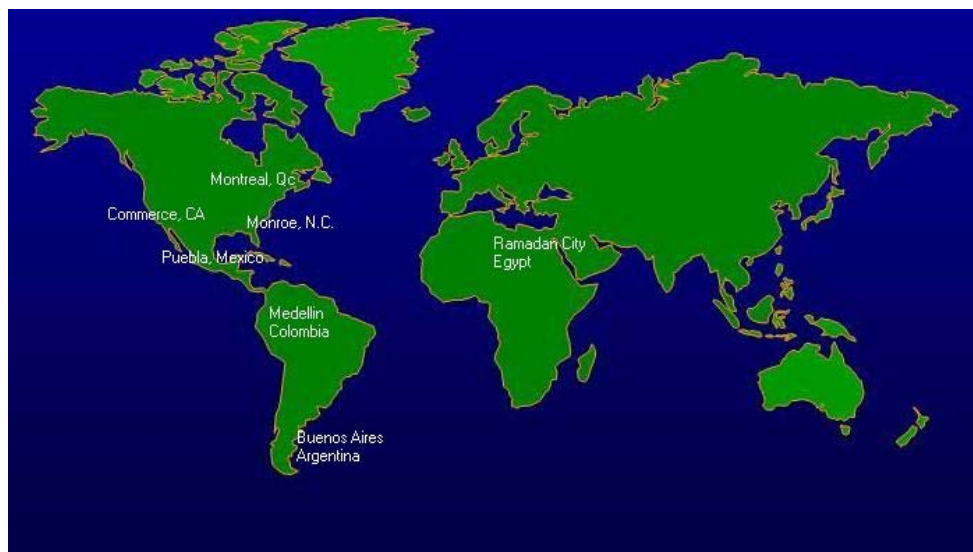 Montreal, Qc
Commerce, CA
Monroe, N.C.
Puebla, Mexico
Ramadan City
Egypt
Medellin
Colombia
Buenos Aires
Argentina